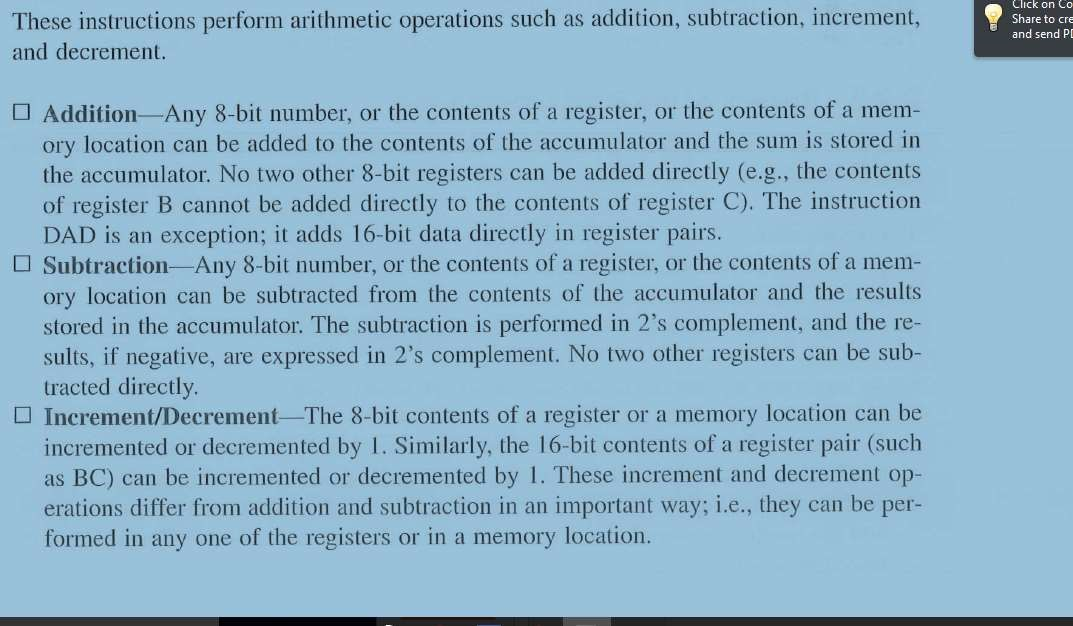 These instructions perform arithmetic operations such as addition, subtraction, increment,
and decrement.
☐ Addition—Any 8-bit number, or the contents of a register, or the contents of a mem-
ory location can be added to the contents of the accumulator and the sum is stored in
the accumulator. No two other 8-bit registers can be added directly (e.g., the contents
of register B cannot be added directly to the contents of register C). The instruction
DAD is an exception; it adds 16-bit data directly in register pairs.
☐ Subtraction—Any 8-bit number, or the contents of a register, or the contents of a mem-
ory location can be subtracted from the contents of the accumulator and the results
stored in the accumulator. The subtraction is performed in 2's complement, and the re-
sults, if negative, are expressed in 2's complement. No two other registers can be sub-
tracted directly.
☐ Increment/Decrement—The 8-bit contents of a register or a memory location can be
incremented or decremented by 1. Similarly, the 16-bit contents of a register pair (such
as BC) can be incremented or decremented by 1. These increment and decrement op-
erations differ from addition and subtraction in an important way; i.e., they can be per-
formed in any one of the registers or in a memory location.
Click on
Share to
and send